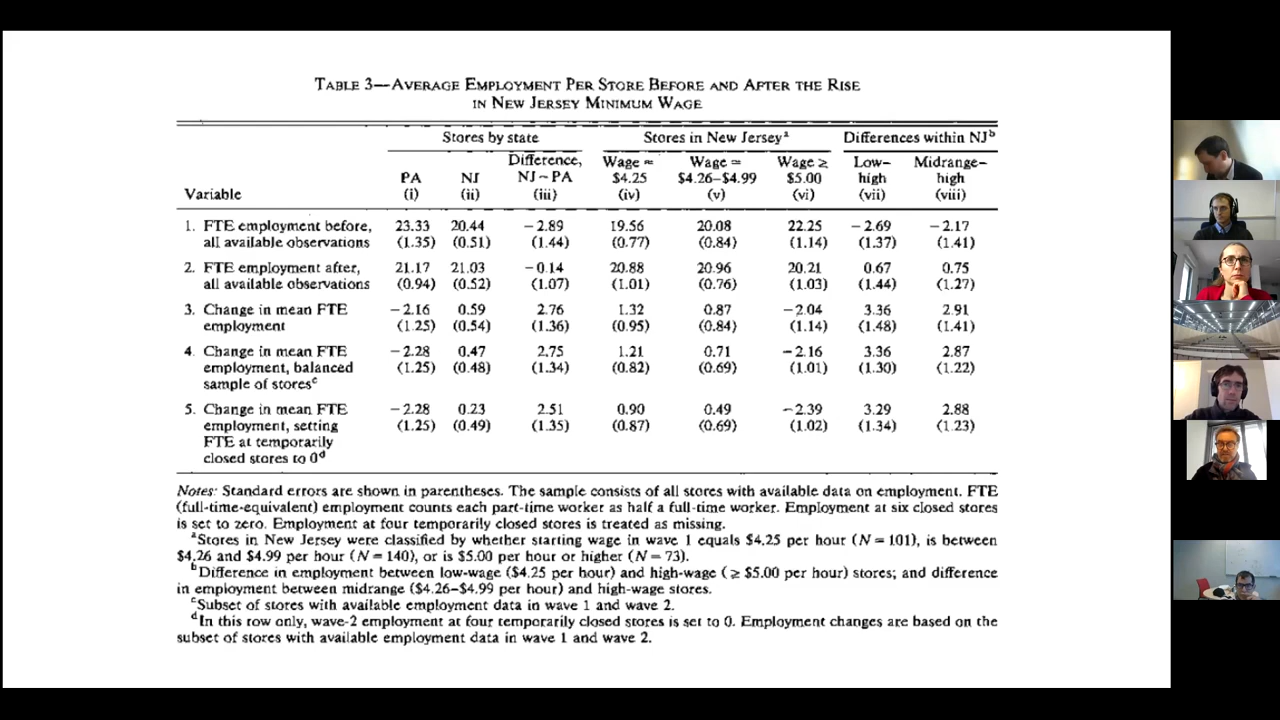 TABLE 3—AVERAGE EMPLOYMENT PER STORE BEFORE AND AFTER THE RISE
IN NEW JERSEY MINIMUM WAGE
Stores by state Stores in New Jerseyᵃ Differences within NJᵇ
Difference, Wage = Wage = Wage ≥ Low– Midrange–
PA NJ NJ – PA $4.25 $4.26–$4.99 $5.00 high high
Variable (i) (ii) (iii) (iv) (v) (vi) (vii) (viii)
1. FTE employment before, 23.33 20.44 −2.89 19.56 20.08 22.25 −2.69 −2.17
all available observations (1.35) (0.51) (1.44) (0.77) (0.84) (1.14) (1.37) (1.41)
2. FTE employment after, 21.17 21.03 −0.14 20.88 20.96 20.21 0.67 0.75
all available observations (0.94) (0.52) (1.07) (1.01) (0.76) (1.03) (1.44) (1.27)
3. Change in mean FTE −2.16 0.59 2.76 1.32 0.87 −2.04 3.36 2.91
employment (1.25) (0.54) (1.36) (0.95) (0.84) (1.14) (1.48) (1.41)
4. Change in mean FTE −2.28 0.47 2.75 1.21 0.71 −2.16 3.36 2.87
employment, balanced (1.25) (0.48) (1.34) (0.82) (0.69) (1.01) (1.30) (1.22)
sample of storesᶜ
5. Change in mean FTE −2.28 0.23 2.51 0.90 0.49 −2.39 3.29 2.88
employment, setting (1.25) (0.49) (1.35) (0.87) (0.69) (1.02) (1.34) (1.23)
FTE at temporarily
closed stores to 0ᵈ
Notes: Standard errors are shown in parentheses. The sample consists of all stores with available data on employment. FTE
(full-time-equivalent) employment counts each part-time worker as half a full-time worker. Employment at six closed stores
is set to zero. Employment at four temporarily closed stores is treated as missing.
ᵃStores in New Jersey were classified by whether starting wage in wave 1 equals $4.25 per hour (N = 101), is between
$4.26 and $4.99 per hour (N = 140), or is $5.00 per hour or higher (N = 73).
ᵇDifference in employment between low-wage ($4.25 per hour) and high-wage (≥ $5.00 per hour) stores; and difference
in employment between midrange ($4.26–$4.99 per hour) and high-wage stores.
ᶜSubset of stores with available employment data in wave 1 and wave 2.
ᵈIn this row only, wave-2 employment at four temporarily closed stores is set to 0. Employment changes are based on the
subset of stores with available employment data in wave 1 and wave 2.